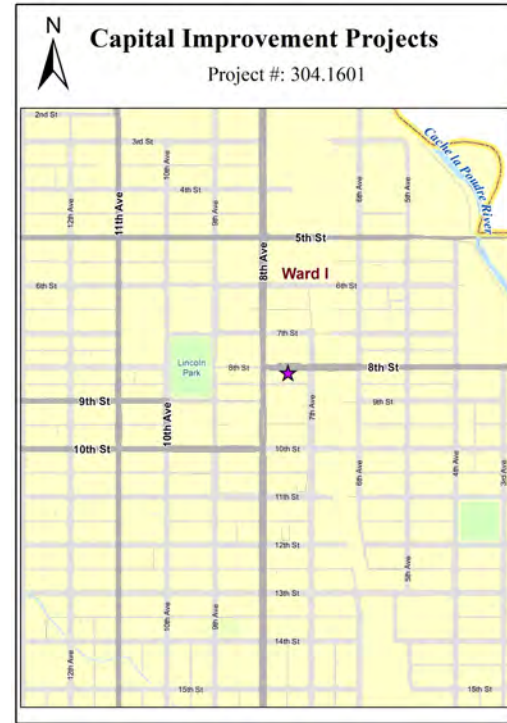 N
Capital Improvement Projects
Project #: 304.1601
2nd St
3rd St
Cache la Poudre River
10th Ave
6th Ave
5th Ave
4th St
12th Ave
11th Ave
9th Ave
8th Ave
5th St
Ward I
6th St
6th St
7th St
Lincoln
Park
8th St
8th St
9th St
9th St
7th Ave
10th Ave
10th St
10th St
6th Ave
4th Ave
3rd Ave
11th St
12th St
5th Ave
13th St
10th Ave
9th Ave
14th St
12th Ave
15th St
15th St